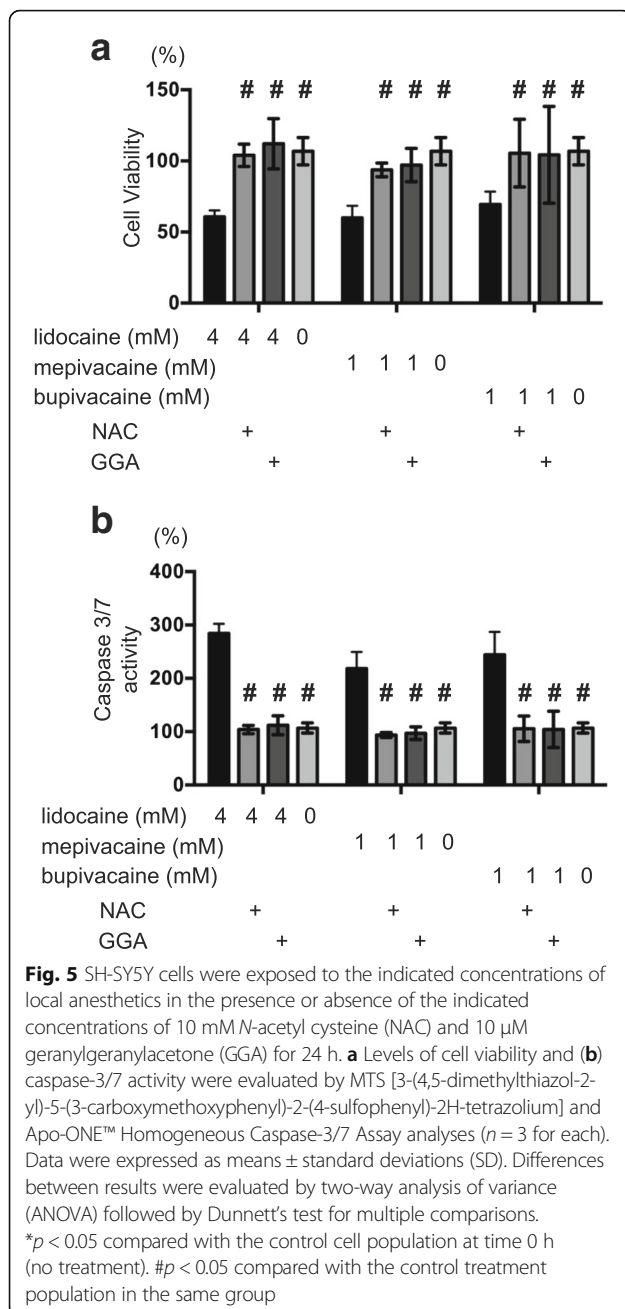 a
(%)
# # # # # # # # #
150
100
50
0
Cell Viability
lidocaine (mM) 4 4 4 0
mepivacaine (mM) 1 1 1 0
bupivacaine (mM) 1 1 1 0
NAC + + +
GGA + + +
b
(%)
400
300
200
100
0
Caspase 3/7
activity
# # # # # # # # #
lidocaine (mM) 4 4 4 0
mepivacaine (mM) 1 1 1 0
bupivacaine (mM) 1 1 1 0
NAC + + +
GGA + + +
Fig. 5 SH-SY5Y cells were exposed to the indicated concentrations of
local anesthetics in the presence or absence of the indicated
concentrations of 10 mM N-acetyl cysteine (NAC) and 10 μM
geranylgeranylacetone (GGA) for 24 h. a Levels of cell viability and (b)
caspase-3/7 activity were evaluated by MTS [3-(4,5-dimethylthiazol-2-
yl)-5-(3-carboxymethoxyphenyl)-2-(4-sulfophenyl)-2H-tetrazolium] and
Apo-ONE™ Homogeneous Caspase-3/7 Assay analyses (n = 3 for each).
Data were expressed as means ± standard deviations (SD). Differences
between results were evaluated by two-way analysis of variance
(ANOVA) followed by Dunnett's test for multiple comparisons.
*p < 0.05 compared with the control cell population at time 0 h
(no treatment). #p < 0.05 compared with the control treatment
population in the same group